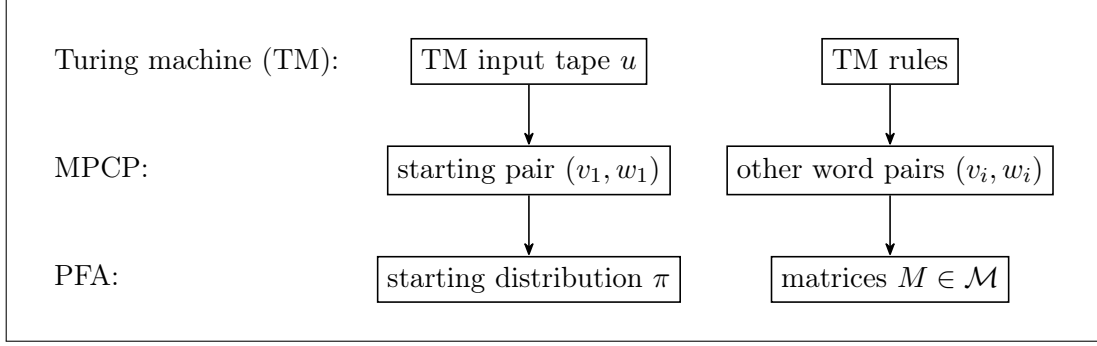 Turing machine (TM): TM input tape u TM rules
MPCP: starting pair (v₁, w₁) other word pairs (vᵢ, wᵢ)
PFA: starting distribution π matrices M ∈ ℳ